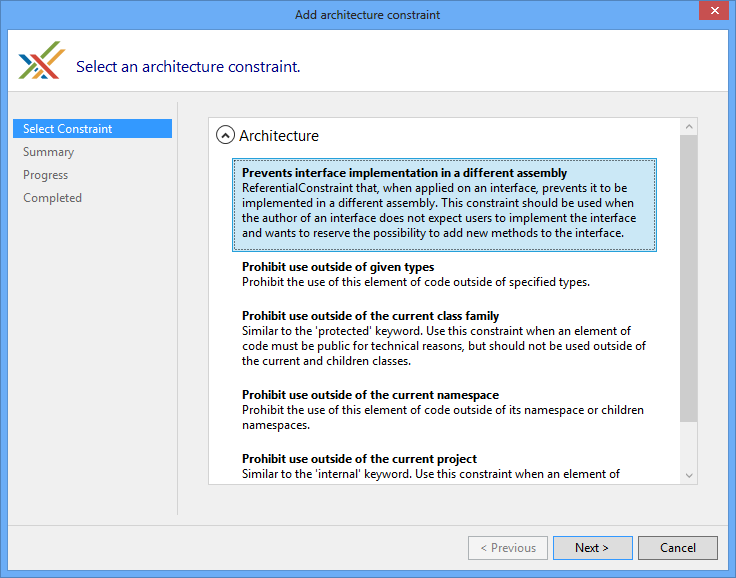 Add architecture constraint
Select an architecture constraint.
Select Constraint
Summary
Progress
Completed
Architecture
Prevents interface implementation in a different assembly
ReferentialConstraint that, when applied on an interface, prevents it to be
implemented in a different assembly. This constraint should be used when
the author of an interface does not expect users to implement the interface
and wants to reserve the possibility to add new methods to the interface.
Prohibit use outside of given types
Prohibit the use of this element of code outside of specified types.
Prohibit use outside of the current class family
Similar to the 'protected' keyword. Use this constraint when an element of
code must be public for technical reasons, but should not be used outside of
the current and children classes.
Prohibit use outside of the current namespace
Prohibit the use of this element of code outside of its namespace or children
namespaces.
Prohibit use outside of the current project
Similar to the 'internal' keyword. Use this constraint when an element of
< Previous
Next >
Cancel